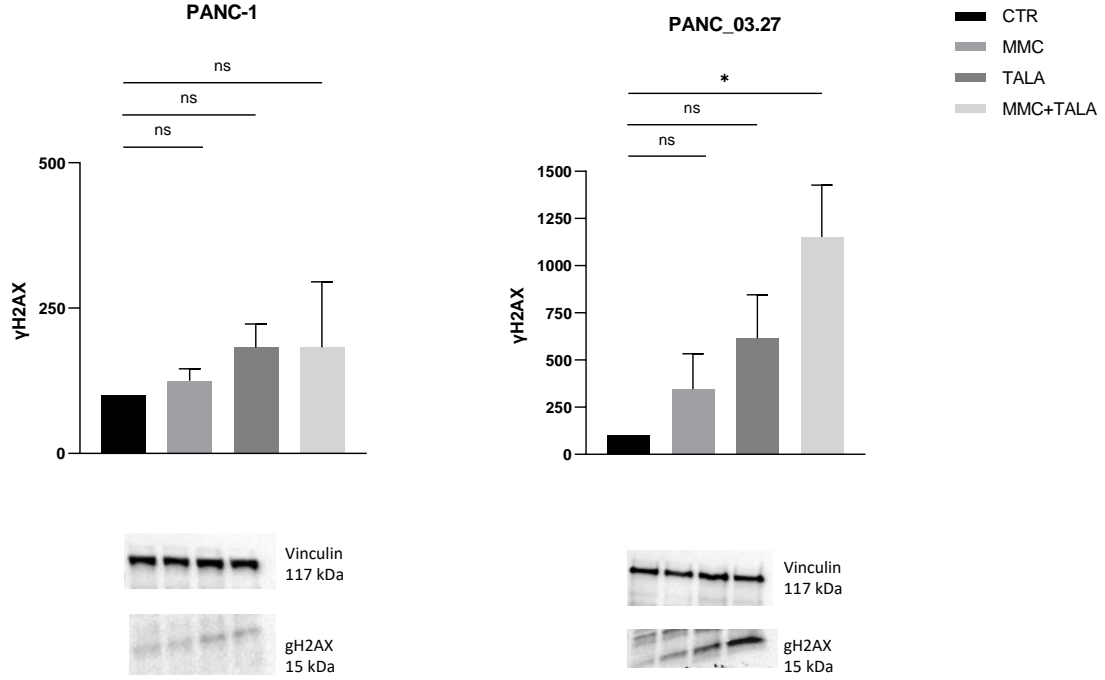 PANC-1
ns
ns
ns
500
250
0
γH2AX
Vinculin
117 kDa
gH2AX
15 kDa
PANC_03.27
*
ns
ns
1500
1250
1000
750
500
250
0
γH2AX
Vinculin
117 kDa
gH2AX
15 kDa
CTR
MMC
TALA
MMC+TALA